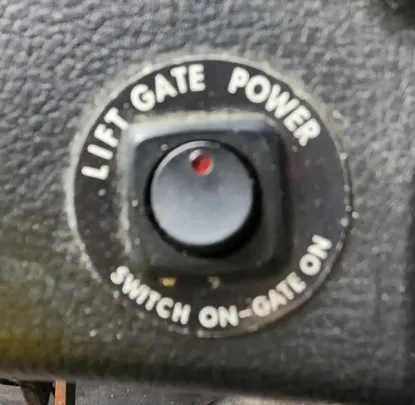 LIFT GATE POWER
SWITCH ON-GATE ON